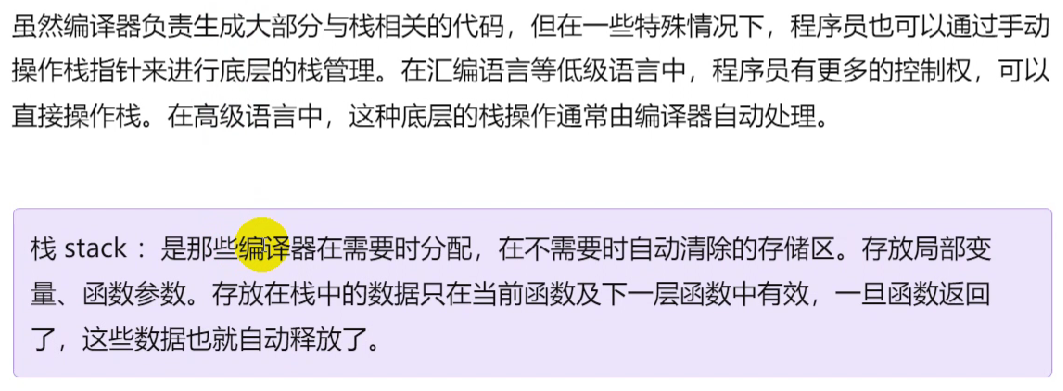 虽然编译器负责生成大部分与栈相关的代码，但在一些特殊情况下，程序员也可以通过手动
操作栈指针来进行底层的栈管理。在汇编语言等低级语言中，程序员有更多的控制权，可以
直接操作栈。在高级语言中，这种底层的栈操作通常由编译器自动处理。
栈 stack ：是那些编译器在需要时分配，在不需要时自动清除的存储区。存放局部变
量、函数参数。存放在栈中的数据只在当前函数及下一层函数中有效，一旦函数返回
了，这些数据也就自动释放了。